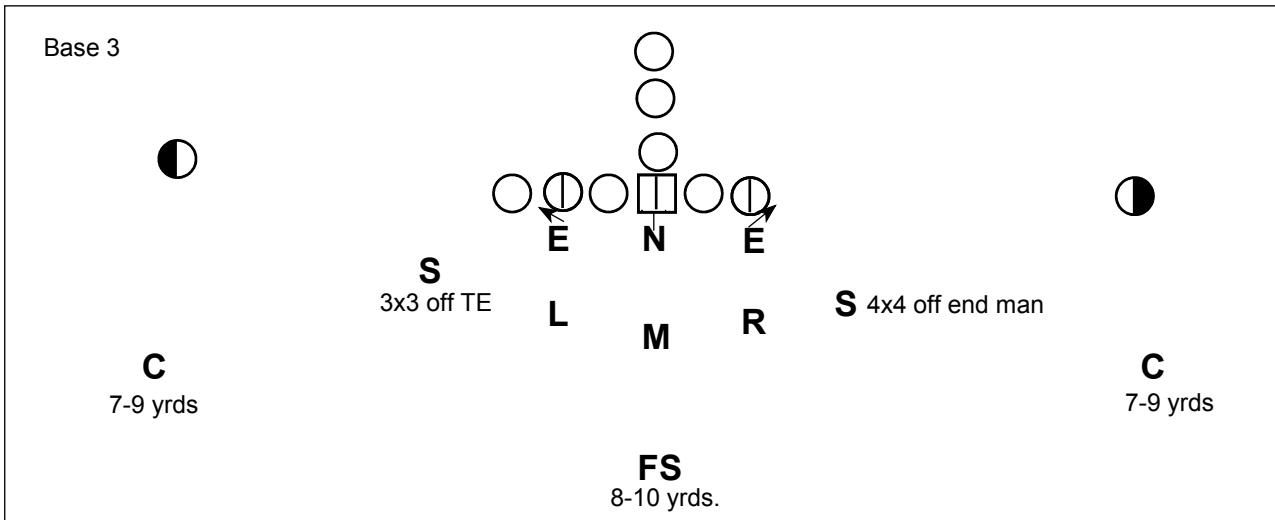 Base 3
E N E
S
3x3 off TE
S 4x4 off end man
L M R
C
7-9 yrds
C
7-9 yrds
FS
8-10 yrds.